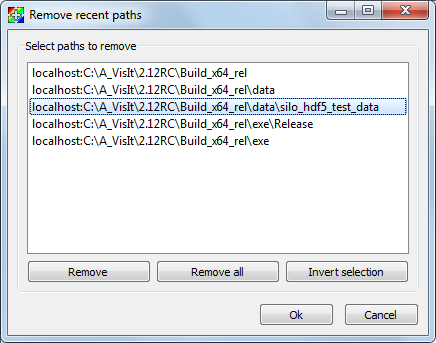 Remove recent paths
Select paths to remove
localhost:C:\A_VisIt\2.12RC\Build_x64_rel
localhost:C:\A_VisIt\2.12RC\Build_x64_rel\data
localhost:C:\A_VisIt\2.12RC\Build_x64_rel\data\silo_hdf5_test_data
localhost:C:\A_VisIt\2.12RC\Build_x64_rel\exe\Release
localhost:C:\A_VisIt\2.12RC\Build_x64_rel\exe
Remove Remove all Invert selection
Ok Cancel